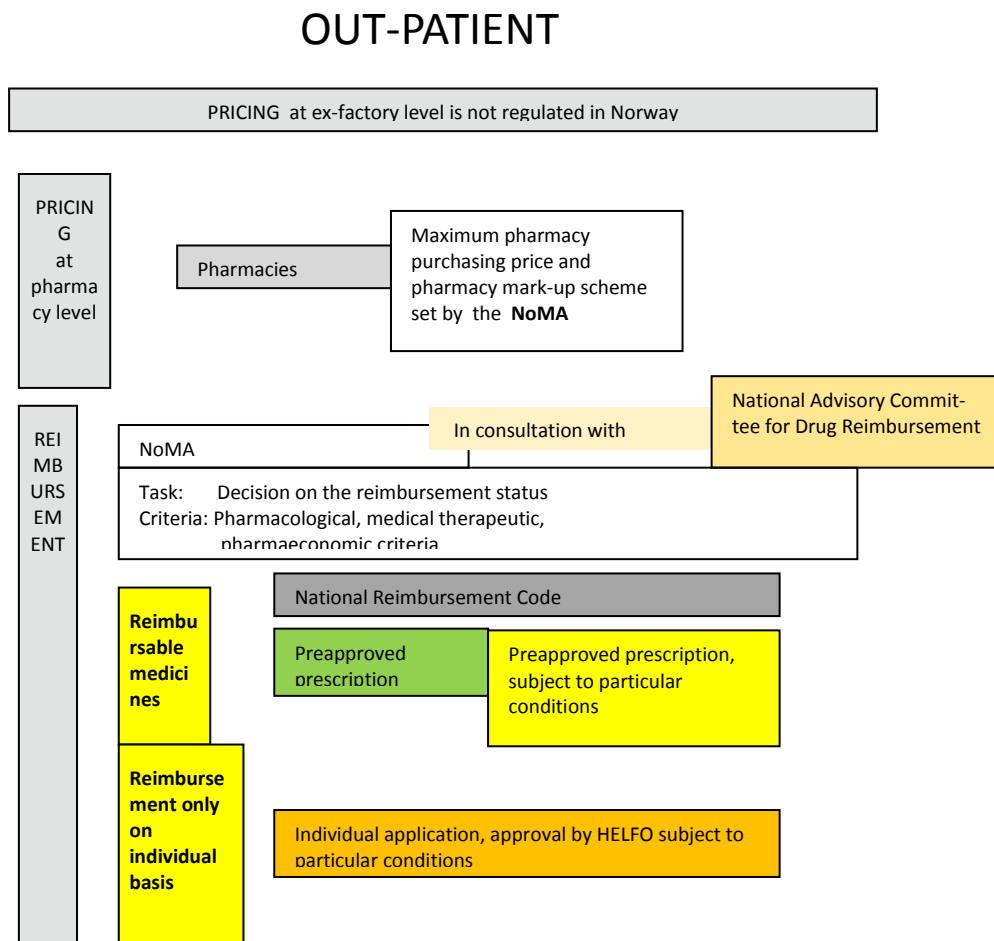 OUT-PATIENT
PRICING at ex-factory level is not regulated in Norway
PRICIN
G
at
pharma
cy level
Pharmacies
Maximum pharmacy
purchasing price and
pharmacy mark-up scheme
set by the NoMA
REI
MB
URS
EM
ENT
NoMA
In consultation with
National Advisory Commit-
tee for Drug Reimbursement
Task: Decision on the reimbursement status
Criteria: Pharmacological, medical therapeutic,
pharmaeconomic criteria
Reimbu
rsable
medici
nes
National Reimbursement Code
Preapproved
prescription
Preapproved prescription,
subject to particular
conditions
Reimburse
ment only
on
individual
basis
Individual application, approval by HELFO subject to
particular conditions